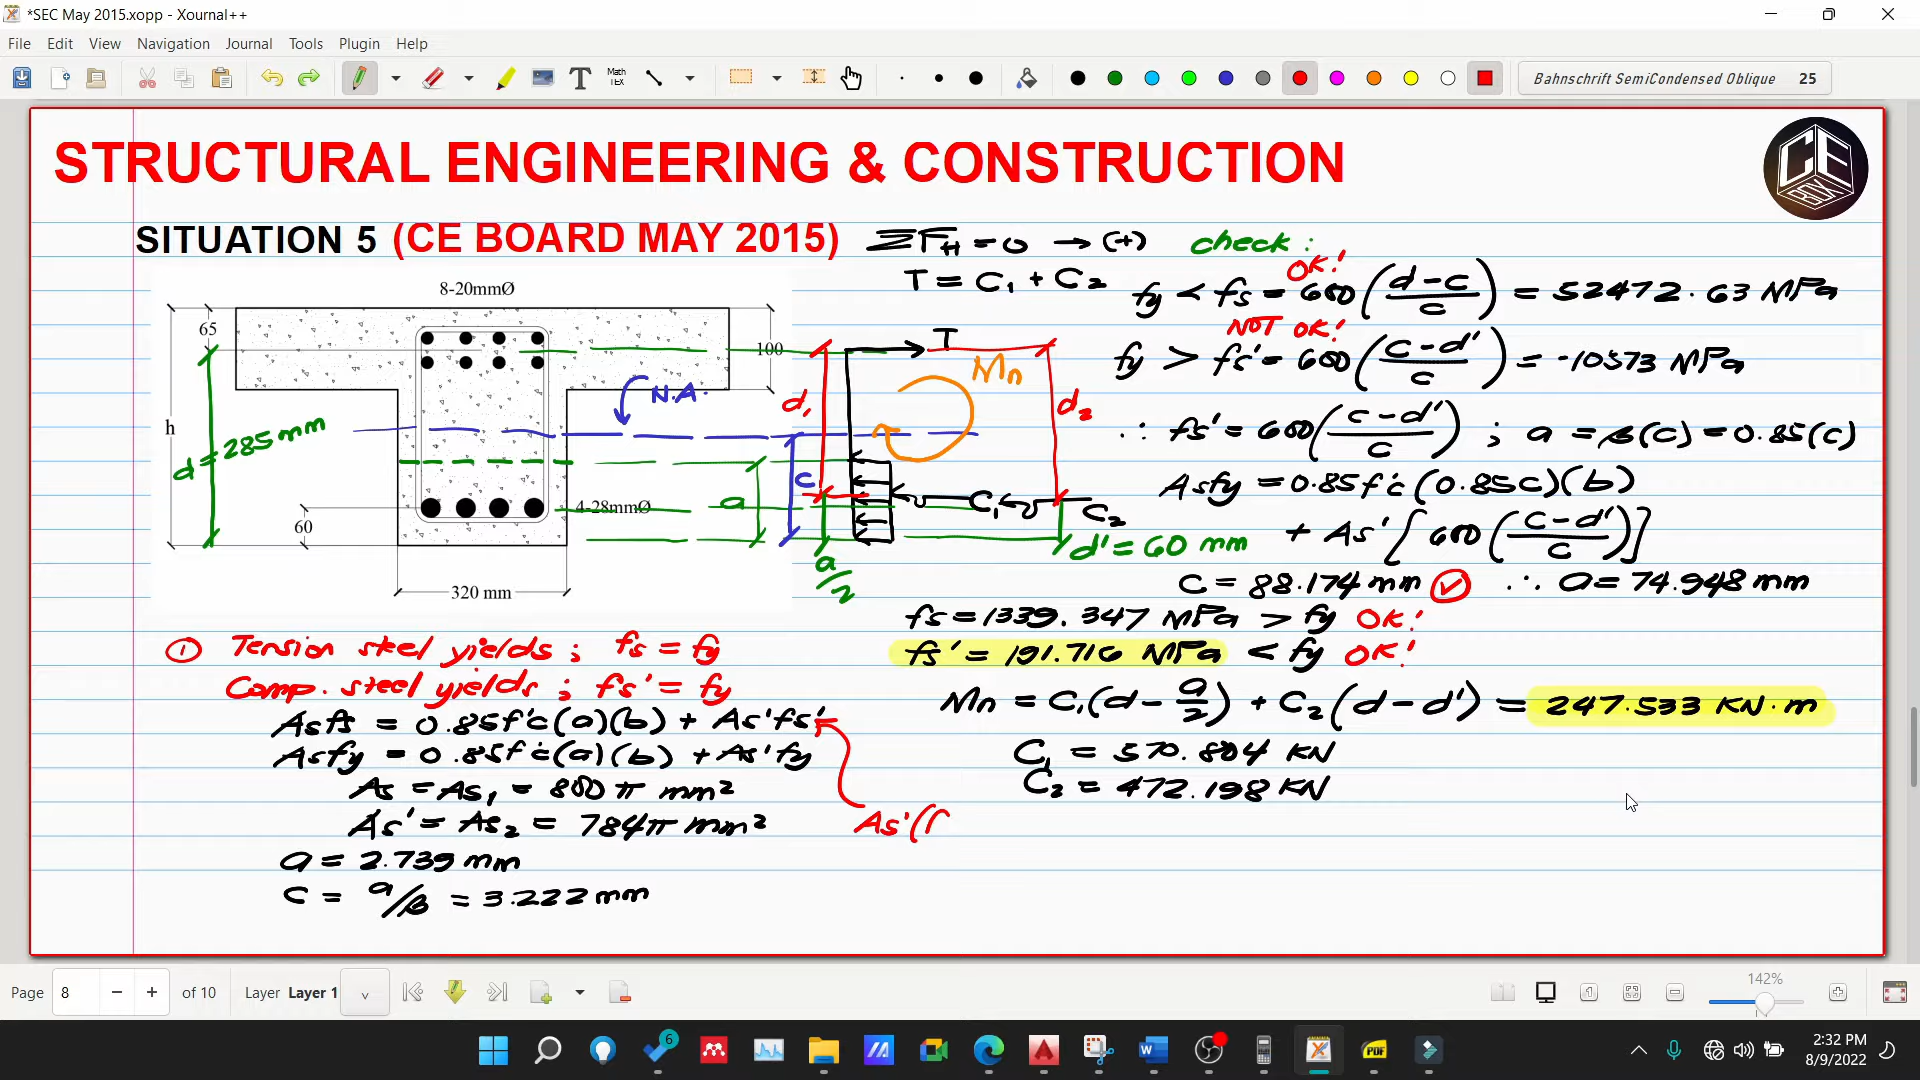 *SEC May 2015.xopp - Xournal++
File Edit View Navigation Journal Tools Plugin Help
Math TEX
Bahnschrift SemiCondensed Oblique 25
STRUCTURAL ENGINEERING & CONSTRUCTION
CE BOX
SITUATION 5 (CE BOARD MAY 2015)
8-20mmØ
65
100
h
d = 285 mm
N.A.
4-28mmØ
60
320 mm
ΣFH = 0 → (+)
T = C1 + C2
T
Mn
d1
d2
c
a
C1
C2
d' = 60 mm
a/2
check:
OK!
fy < fs = 600 ((d-c)/c) = 52472.63 MPa
NOT OK!
fy > fs' = 600 ((c-d')/c) = -10573 MPa
∴ fs' = 600 ((c-d')/c) ; a = β(c) = 0.85(c)
Asfy = 0.85f'c (0.85c)(b)
+ As' [600 ((c-d')/c)]
c = 88.174 mm ✓ ∴ a = 74.948 mm
fs = 1339.347 MPa > fy OK!
fs' = 191.716 MPa < fy OK!
Mn = C1(d - a/2) + C2(d - d') = 247.533 KN·m
C1 = 570.804 KN
C2 = 472.198 KN
① Tension steel yields ; fs = fy
Comp. steel yields ; fs' = fy
Asfs = 0.85f'c(a)(b) + As'fs'
Asfy = 0.85f'c(a)(b) + As'fy
As = As1 = 800π mm²
As' = As2 = 784π mm²
As'(
a = 2.739 mm
c = a/β = 3.222 mm
Page 8 of 10 Layer Layer 1
142%
6
PDF
2:32 PM
8/9/2022